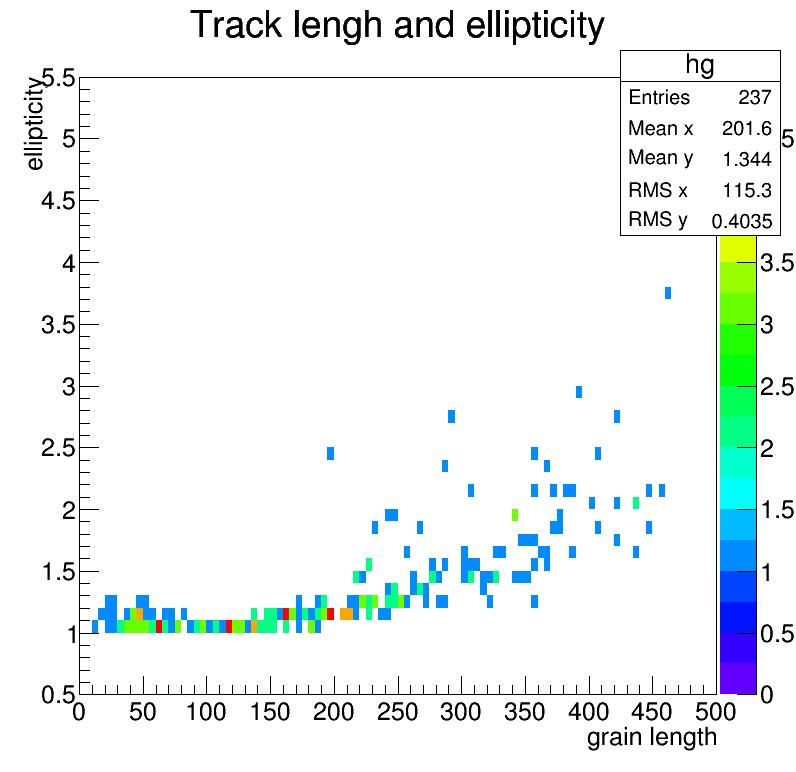 Track lengh and ellipticity
hg
Entries 237
Mean x 201.6
Mean y 1.344
RMS x 115.3
RMS y 0.4035
ellipticity
5.5
5
4.5
4
3.5
3
2.5
2
1.5
1
0.5
0 50 100 150 200 250 300 350 400 450 500
grain length
5
3.5
3
2.5
2
1.5
1
0.5
0